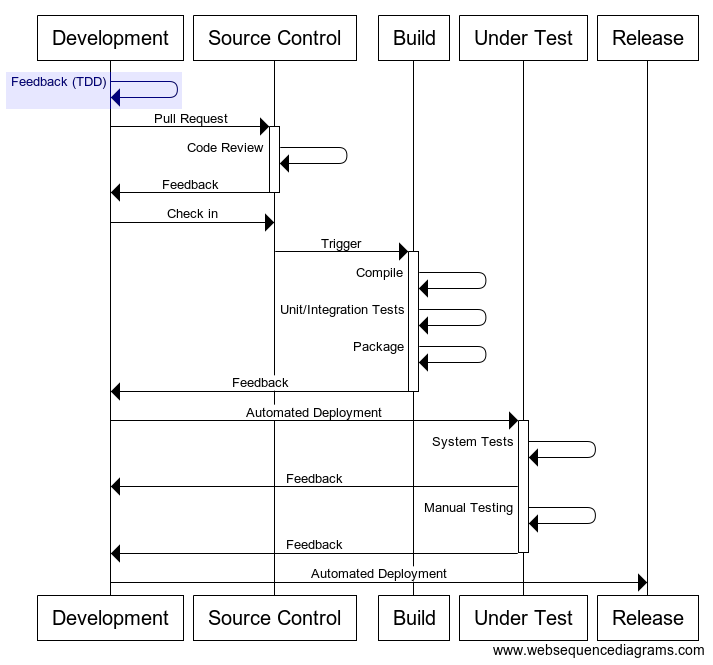 Development
Source Control
Build
Under Test
Release
Feedback (TDD)
Pull Request
Code Review
Feedback
Check in
Trigger
Compile
Unit/Integration Tests
Package
Feedback
Automated Deployment
System Tests
Feedback
Manual Testing
Feedback
Automated Deployment
Development
Source Control
Build
Under Test
Release
www.websequencediagrams.com